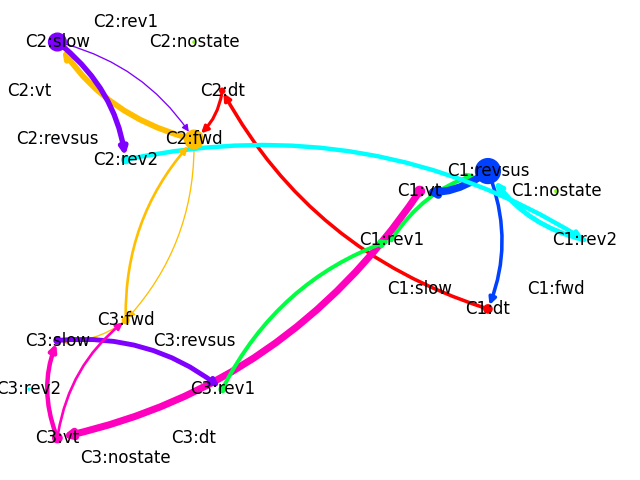 C2:rev1
C2:slow
C2:nostate
C2:vt
C2:dt
C2:revsus
C2:fwd
C2:rev2
C1:revsus
C1:vt
C1:nostate
C1:rev1
C1:rev2
C1:slow
C1:fwd
C1:dt
C3:fwd
C3:slow
C3:revsus
C3:rev2
C3:rev1
C3:vt
C3:dt
C3:nostate